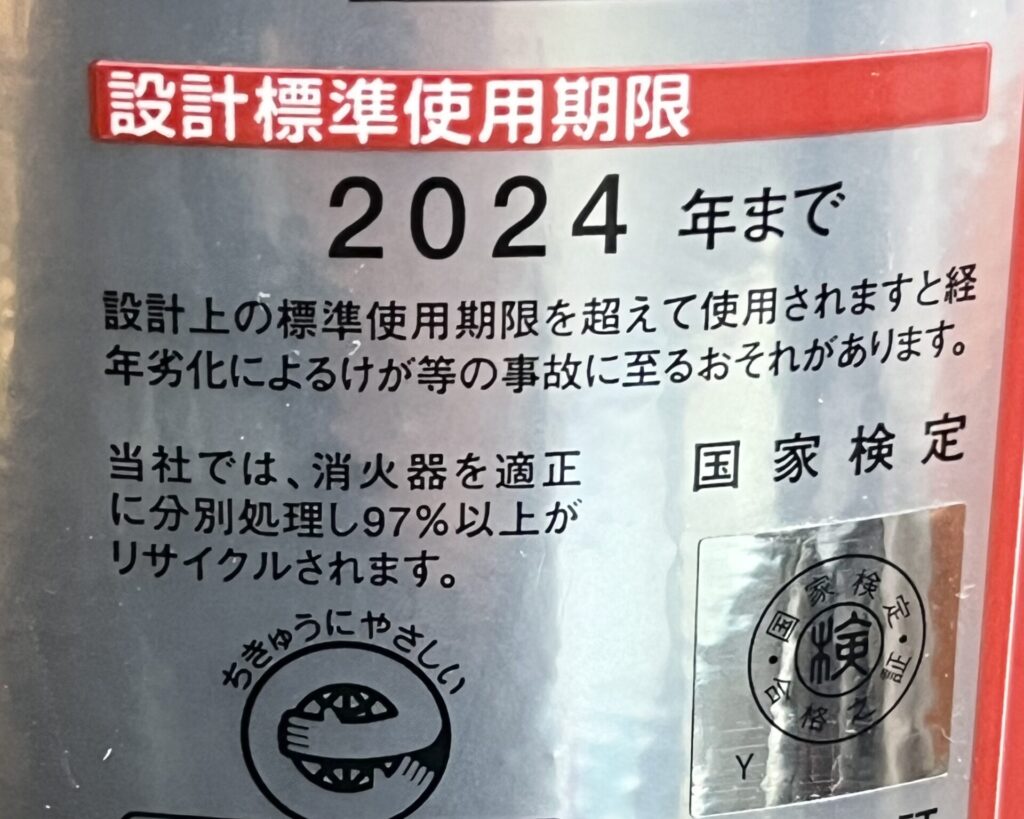 設計標準使用期限
2024 年まで
設計上の標準使用期限を超えて使用されますと経
年劣化によるけが等の事故に至るおそれがあります。
当社では、消火器を適正
に分別処理し97%以上が
リサイクルされます。
ちきゅうにやさしい
国家検定
国家検定・合格之証
検
Y